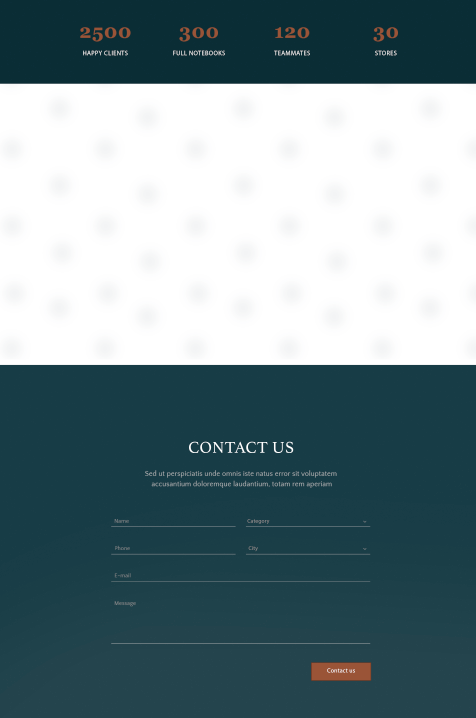 2500 300 120 30
HAPPY CLIENTS FULL NOTEBOOKS TEAMMATES STORES
CONTACT US
Sed ut perspiciatis unde omnis iste natus error sit voluptatem
accusantium doloremque laudantium, totam rem aperiam
Name Category
Phone City
E-mail
Message
Contact us